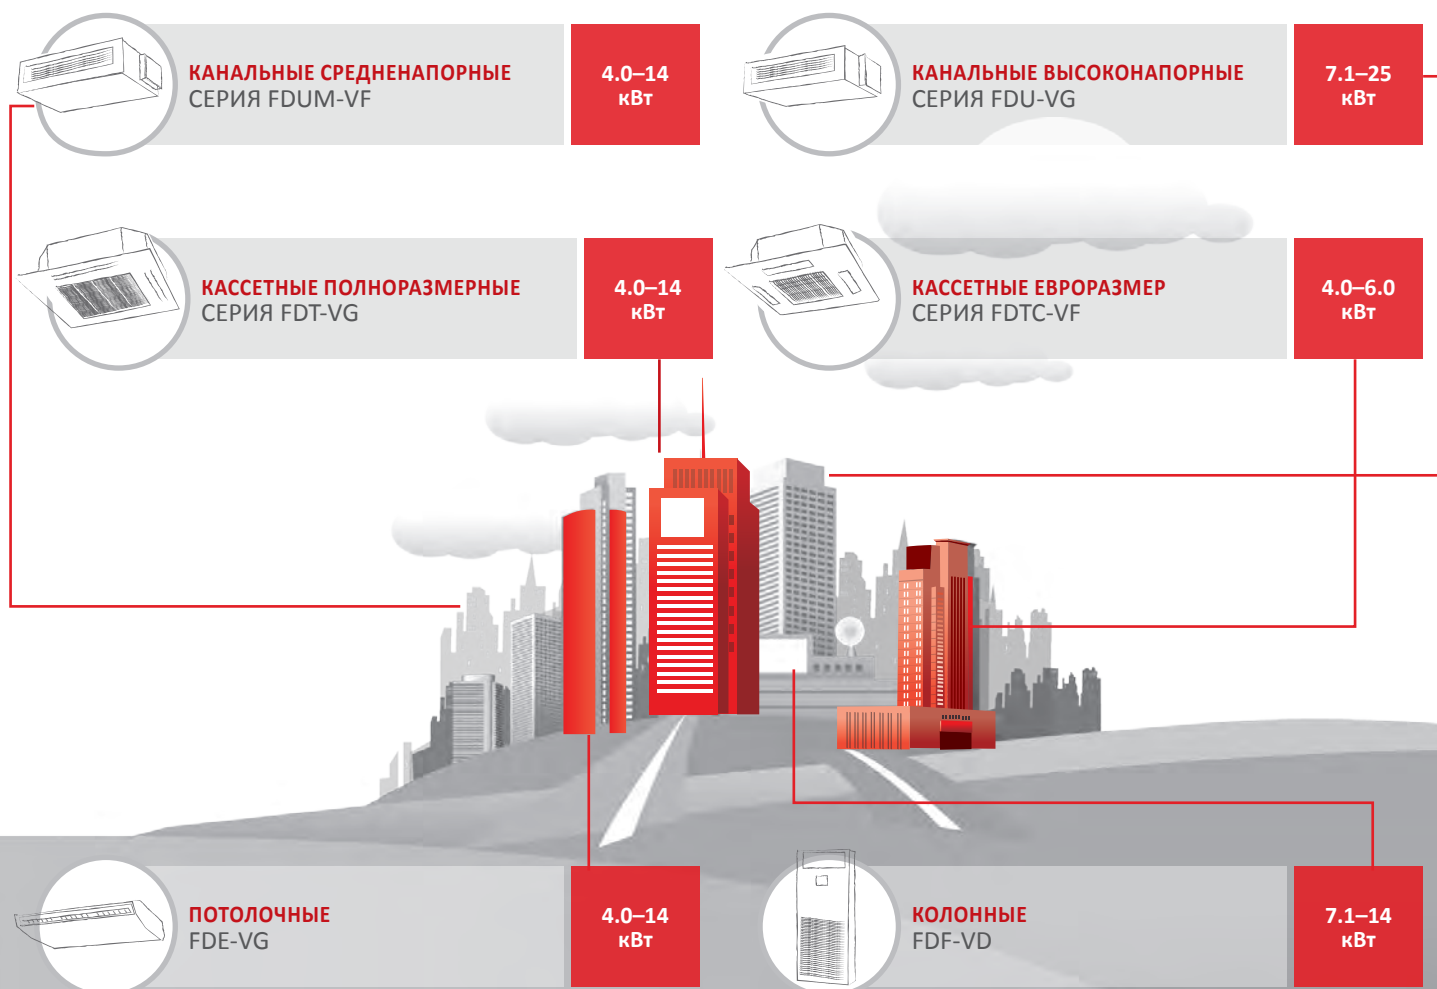 КАНАЛЬНЫЕ СРЕДНЕНАПОРНЫЕ
СЕРИЯ FDUM-VF
4.0–14
кВт
КАНАЛЬНЫЕ ВЫСОКОНАПОРНЫЕ
СЕРИЯ FDU-VG
7.1–25
кВт
КАССЕТНЫЕ ПОЛНОРАЗМЕРНЫЕ
СЕРИЯ FDT-VG
4.0–14
кВт
КАССЕТНЫЕ ЕВРОРАЗМЕР
СЕРИЯ FDTC-VF
4.0–6.0
кВт
ПОТОЛОЧНЫЕ
FDE-VG
4.0–14
кВт
КОЛОННЫЕ
FDF-VD
7.1–14
кВт